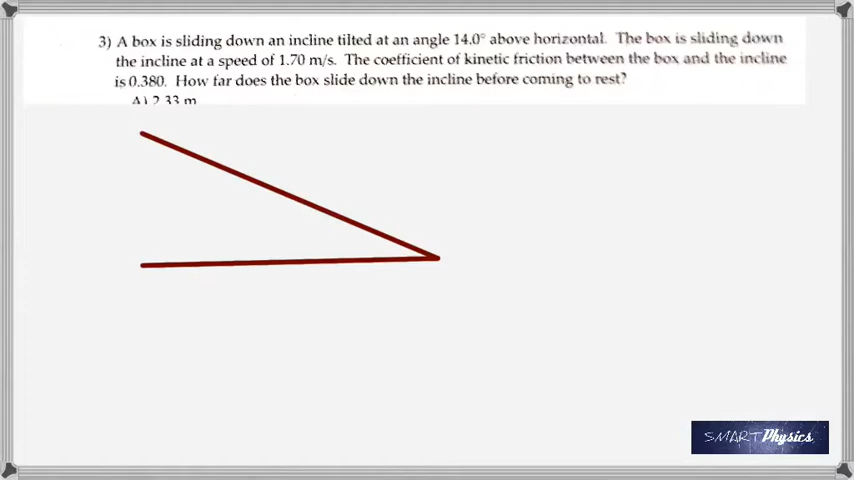 3) A box is sliding down an incline tilted at an angle 14.0° above horizontal. The box is sliding down
the incline at a speed of 1.70 m/s. The coefficient of kinetic friction between the box and the incline
is 0.380. How far does the box slide down the incline before coming to rest?
A) 2.33 m
SMARTPhysics